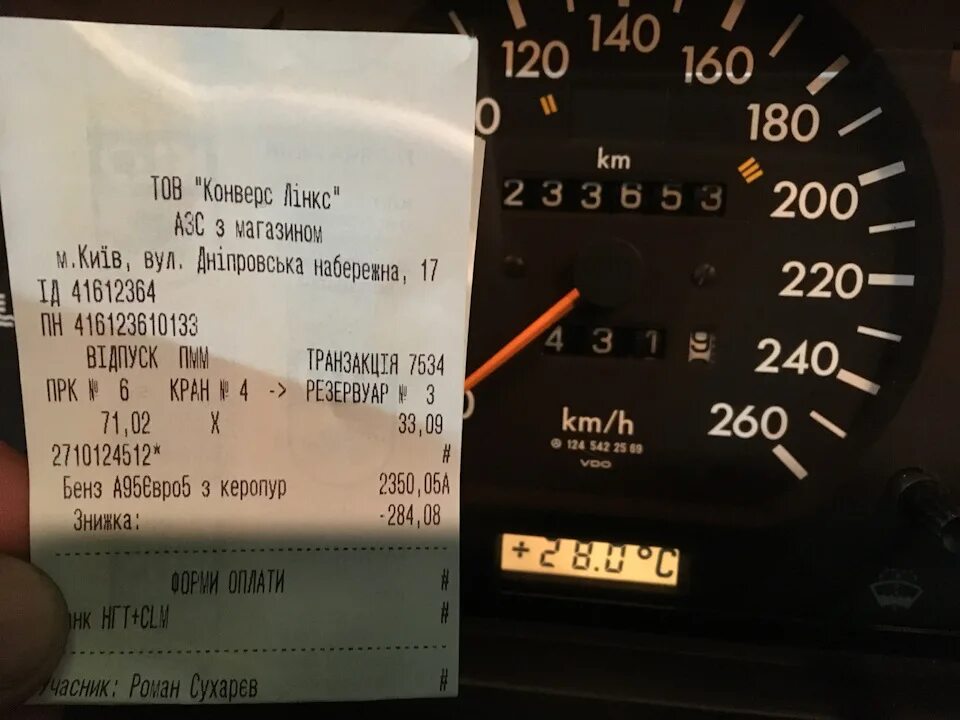 ТОВ "Конверс Лінкс"
АЗС з магазином
м.Київ, вул. Дніпровська набережна, 17
ІД 41612364
ПН 416123610133
ВІДПУСК ПММ ТРАНЗАКЦІЯ 7534
ПРК № 6 КРАН № 4 -> РЕЗЕРВУАР № 3
71,02 X 33,09
2710124512* #
Бенз А95Євро5 з керопур 2350,05А
Знижка: -284,08
ФОРМИ ОПЛАТИ #
нк НГТ+CLM #
Учасник: Роман Сухарєв #
120
140
160
180
200
220
240
260
km
233653
431
km/h
124 542 25 69
VDO
+28.0°C